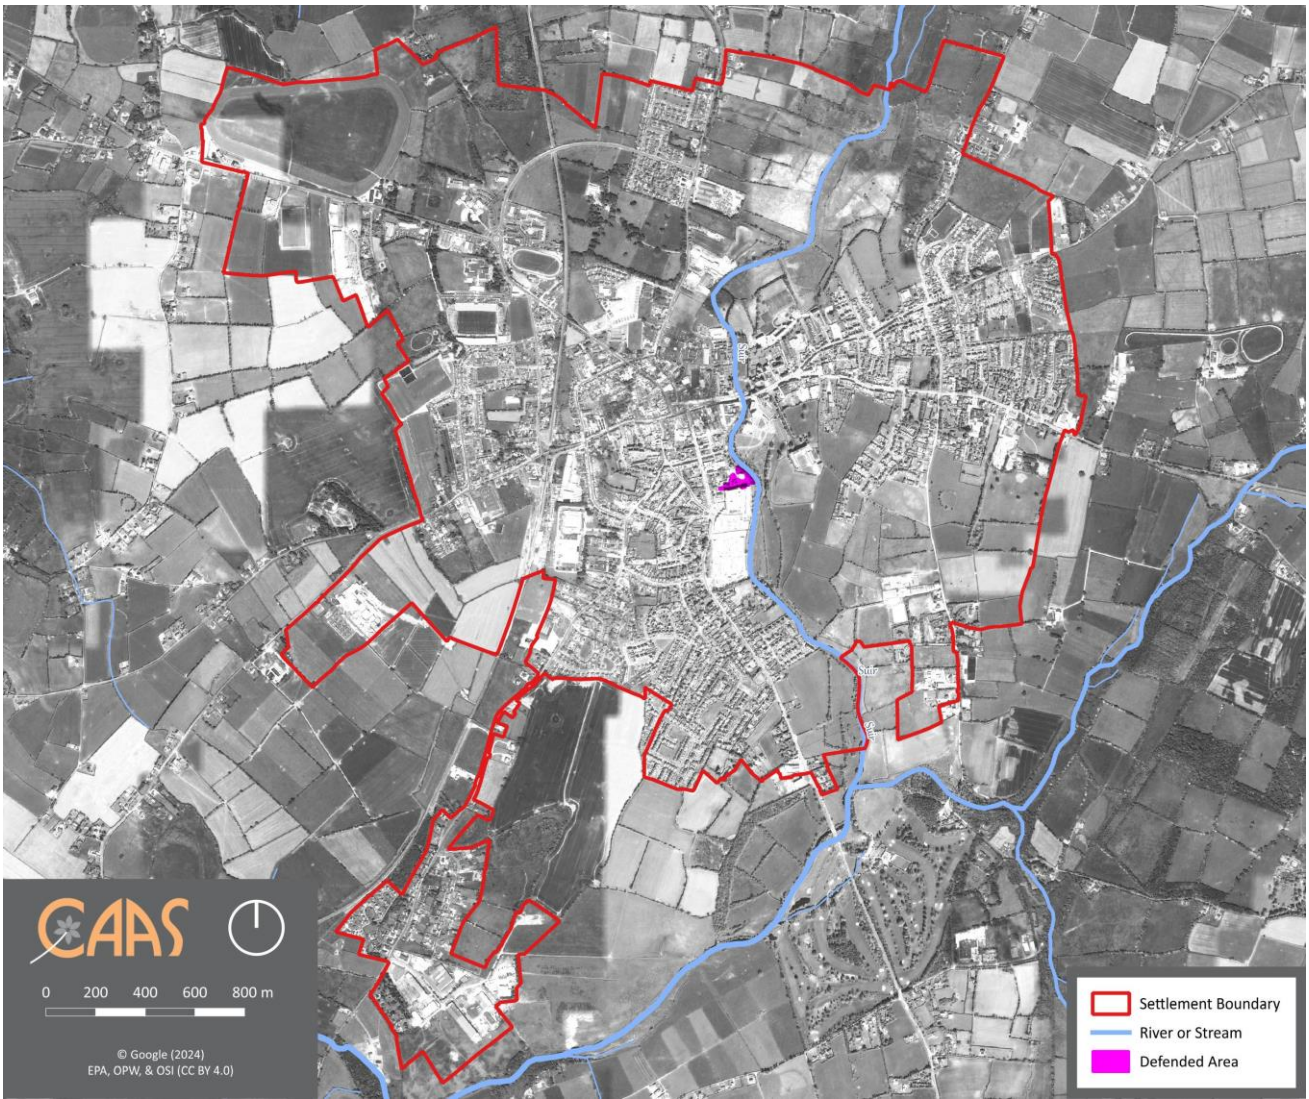 Suir
Suir
Suir
CAAS
0 200 400 600 800 m
© Google (2024)
EPA, OPW, & OSI (CC BY 4.0)
Settlement Boundary
River or Stream
Defended Area